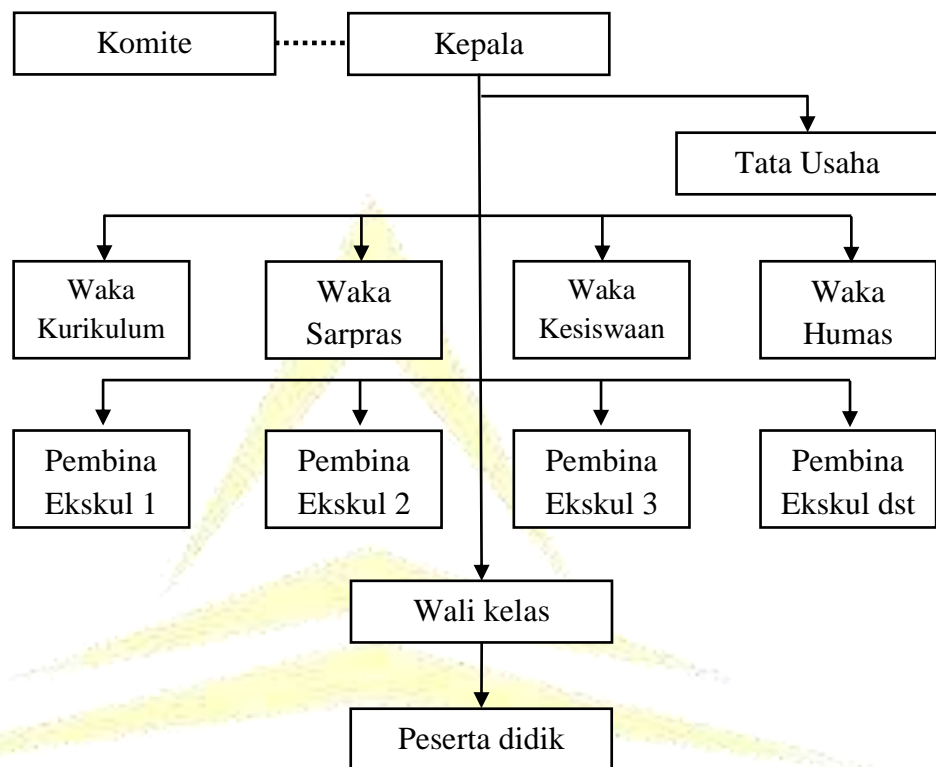 Komite
Kepala
Tata Usaha
Waka
Kurikulum
Waka
Sarpras
Waka
Kesiswaan
Waka
Humas
Pembina
Ekskul 1
Pembina
Ekskul 2
Pembina
Ekskul 3
Pembina
Ekskul dst
Wali kelas
Peserta didik